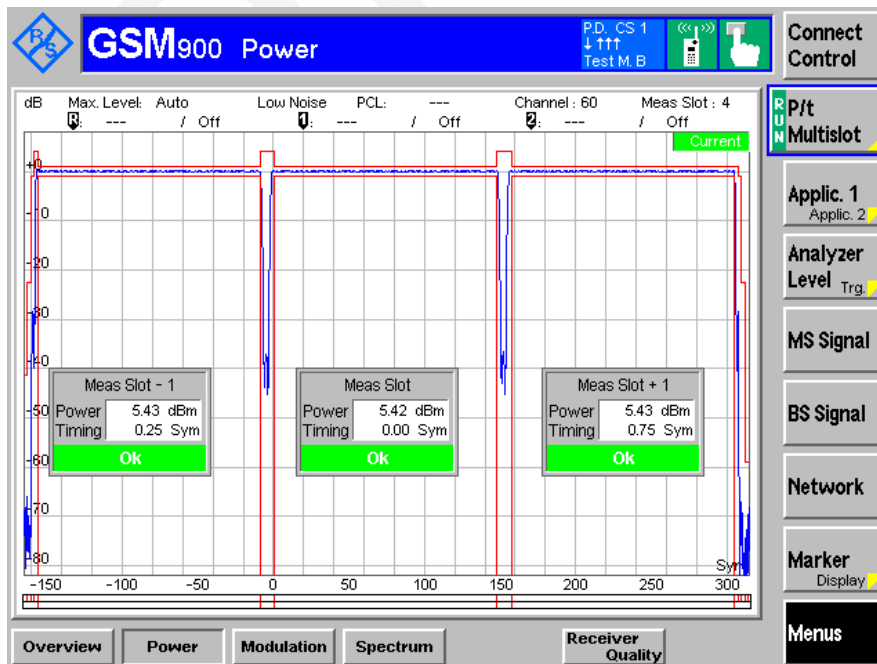 R/S
GSM900 Power
P.D. CS 1
↓ ↑↑↑
Test M. B
Connect Control
dB Max. Level: Auto Low Noise PCL: --- Channel : 60 Meas Slot : 4
R: --- / Off 1: --- / Off 2: --- / Off
Current
RUN
P/t Multislot
Applic. 1
Applic. 2
Analyzer Level Trg.
MS Signal
BS Signal
Network
Marker
Display
Menus
+0
-10
-20
-30
-40
-50
-60
-70
-80
Meas Slot - 1
Power 5.43 dBm
Timing 0.25 Sym
Ok
Meas Slot
Power 5.42 dBm
Timing 0.00 Sym
Ok
Meas Slot + 1
Power 5.43 dBm
Timing 0.75 Sym
Ok
Sym
-150 -100 -50 0 50 100 150 200 250 300
Overview Power Modulation Spectrum Receiver Quality